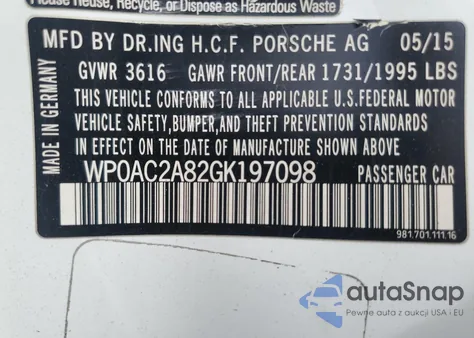 House Reuse, Recycle, or Dispose as Hazardous Waste
MFD BY DR.ING H.C.F. PORSCHE AG 05/15
GVWR 3616 GAWR FRONT/REAR 1731/1995 LBS
THIS VEHICLE CONFORMS TO ALL APPLICABLE U.S.FEDERAL MOTOR
VEHICLE SAFETY,BUMPER,AND THEFT PREVENTION STANDARDS
IN EFFECT ON THE DATE OF MANUFACTURE SHOWN ABOVE
WP0AC2A82GK197098 PASSENGER CAR
MADE IN GERMANY
981.701.111.16
autoSnap
Pewne auta z aukcji USA i EU